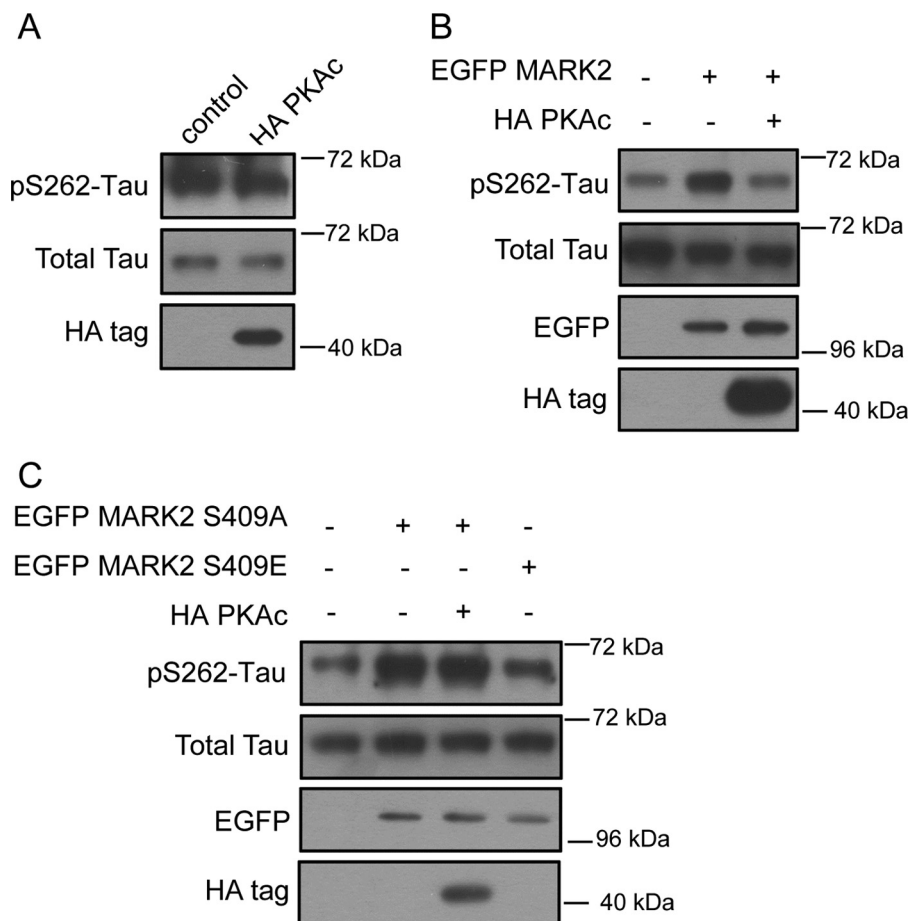 A
control HA PKAc
72 kDa
pS262-Tau
72 kDa
Total Tau
HA tag
40 kDa
B
EGFP MARK2 - + +
HA PKAc - - +
72 kDa
pS262-Tau
72 kDa
Total Tau
EGFP
96 kDa
HA tag
40 kDa
C
EGFP MARK2 S409A - + + -
EGFP MARK2 S409E - - - +
HA PKAc - - + -
72 kDa
pS262-Tau
72 kDa
Total Tau
EGFP
96 kDa
HA tag
40 kDa